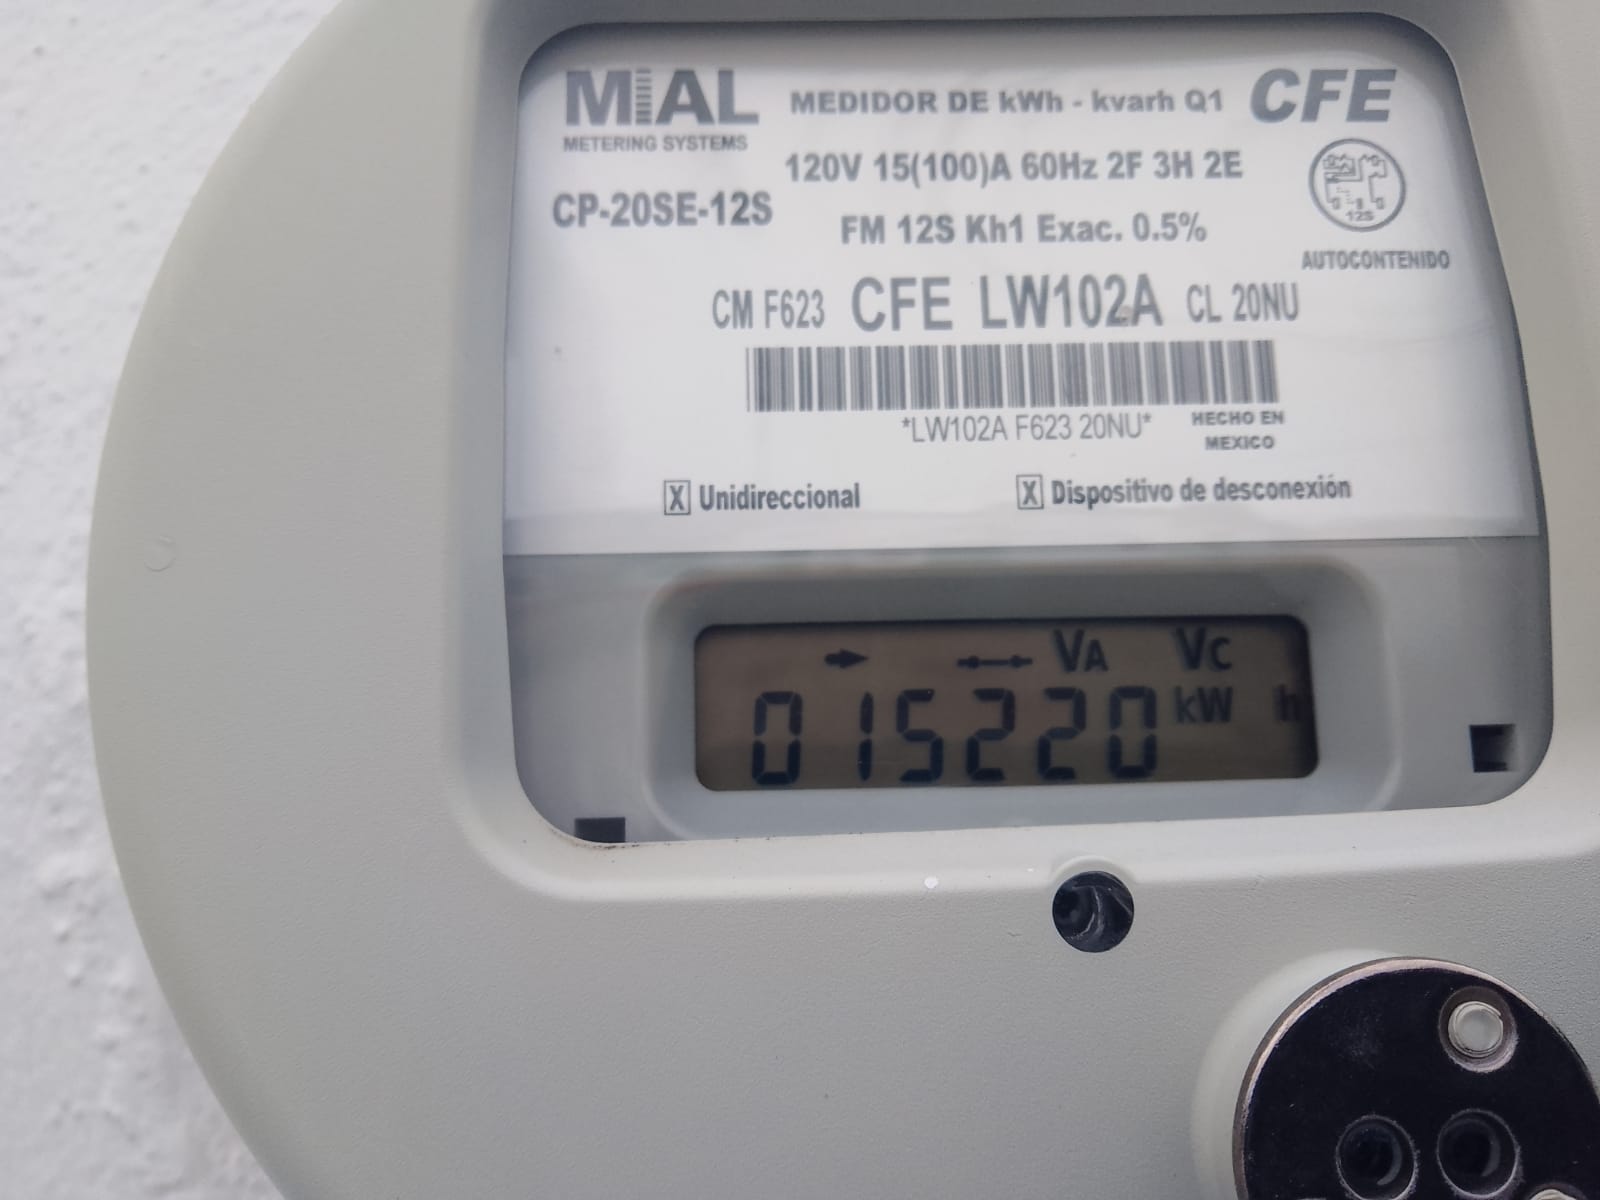 MIAL
METERING SYSTEMS
MEDIDOR DE kWh - kvarh Q1
CFE
120V 15(100)A 60Hz 2F 3H 2E
CP-20SE-12S
FM 12S Kh1 Exac. 0.5%
12S
AUTOCONTENIDO
CM F623 CFE LW102A CL 20NU
*LW102A F623 20NU*
HECHO EN
MEXICO
X Unidireccional
X Dispositivo de desconexión
VA VC
015220 kW h